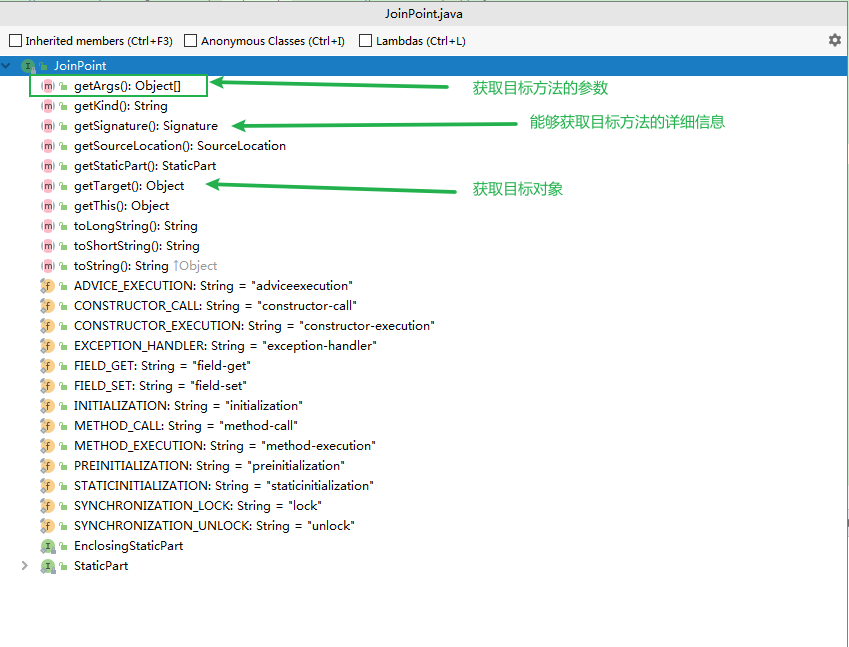 JoinPoint.java
Inherited members (Ctrl+F3) Anonymous Classes (Ctrl+I) Lambdas (Ctrl+L)
JoinPoint
getArgs(): Object[] 获取目标方法的参数
getKind(): String
getSignature(): Signature 能够获取目标方法的详细信息
getSourceLocation(): SourceLocation
getStaticPart(): StaticPart
getTarget(): Object 获取目标对象
getThis(): Object
toLongString(): String
toShortString(): String
toString(): String ↑Object
ADVICE_EXECUTION: String = "adviceexecution"
CONSTRUCTOR_CALL: String = "constructor-call"
CONSTRUCTOR_EXECUTION: String = "constructor-execution"
EXCEPTION_HANDLER: String = "exception-handler"
FIELD_GET: String = "field-get"
FIELD_SET: String = "field-set"
INITIALIZATION: String = "initialization"
METHOD_CALL: String = "method-call"
METHOD_EXECUTION: String = "method-execution"
PREINITIALIZATION: String = "preinitialization"
STATICINITIALIZATION: String = "staticinitialization"
SYNCHRONIZATION_LOCK: String = "lock"
SYNCHRONIZATION_UNLOCK: String = "unlock"
EnclosingStaticPart
StaticPart